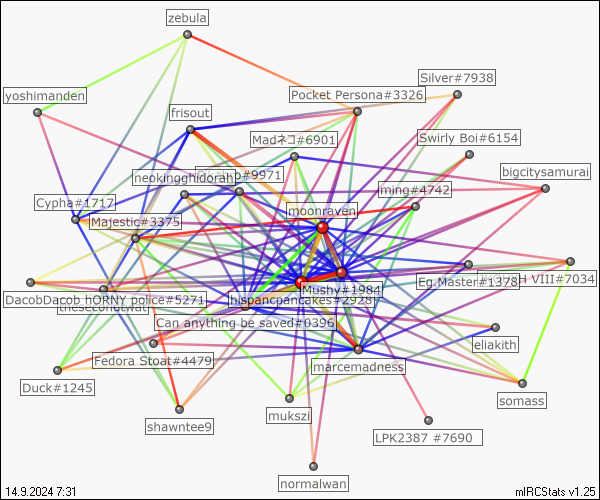 zebula
Silver#7938
yoshimanden
Pocket Persona#3326
frisout
Madネコ#6901
Swirly Boi#6154
bigcitysamurai
neokingghidorah
#9971
ming#4742
Cypha#1717
moonraven
Majestic#3375
Eg.Master#1378
H VIII#7034
Mushy#1984
DacobDacob hORNY police#5271
hispancpancakes#2928
thesecondtwat
Can anything be saved#0396
eliakith
Fedora Stoat#4479
marcemadness
Duck#1245
somass
mukszi
shawntee9
LPK2387 #7690
normalwan
14.9.2024 7:31
mIRCStats v1.25